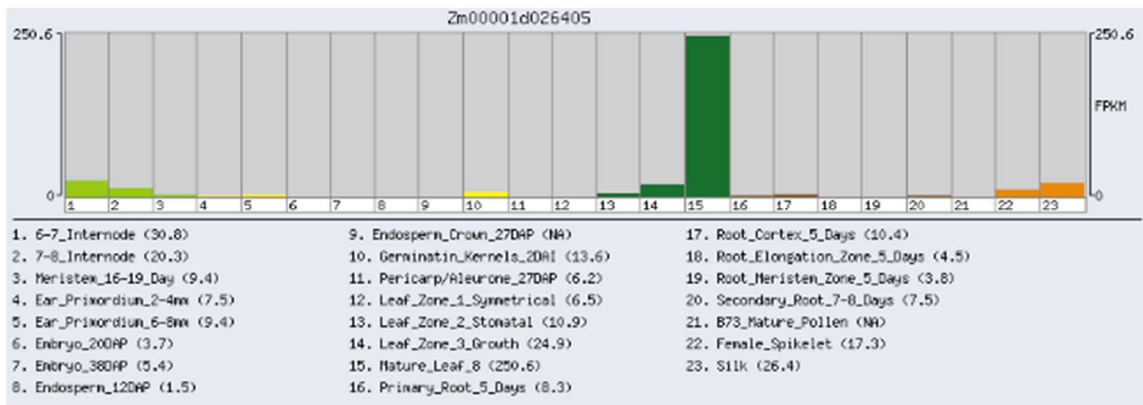 Zm00001d026405
250.6
250.6
FPKM
0
0
1 2 3 4 5 6 7 8 9 10 11 12 13 14 15 16 17 18 19 20 21 22 23
1. 6-7_Internode (30.8)
2. 7-8_Internode (20.3)
3. Meristem_16-19_Day (9.4)
4. Ear_Primordium_2-4mm (7.5)
5. Ear_Primordium_6-8mm (9.4)
6. Embryo_20DAP (3.7)
7. Embryo_38DAP (5.4)
8. Endosperm_12DAP (1.5)
9. Endosperm_Crown_27DAP (NA)
10. Germinatin_Kernels_2DAI (13.6)
11. Pericarp/Aleurone_27DAP (6.2)
12. Leaf_Zone_1_Symmetrical (6.5)
13. Leaf_Zone_2_Stomatal (10.9)
14. Leaf_Zone_3_Growth (24.9)
15. Mature_Leaf_8 (250.6)
16. Primary_Root_5_Days (8.3)
17. Root_Cortex_5_Days (10.4)
18. Root_Elongation_Zone_5_Days (4.5)
19. Root_Meristem_Zone_5_Days (3.8)
20. Secondary_Root_7-8_Days (7.5)
21. B73_Mature_Pollen (NA)
22. Female_Spikelet (17.3)
23. Silk (26.4)